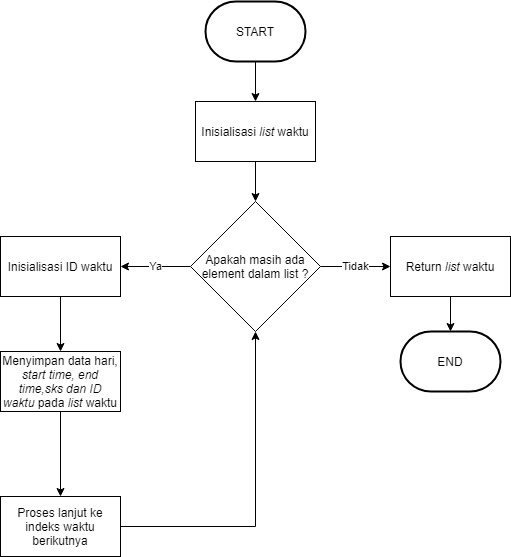 START
Inisialisasi list waktu
Apakah masih ada
element dalam list ?
Ya
Tidak
Inisialisasi ID waktu
Return list waktu
Menyimpan data hari,
start time, end
time,sks dan ID
waktu pada list waktu
END
Proses lanjut ke
indeks waktu
berikutnya